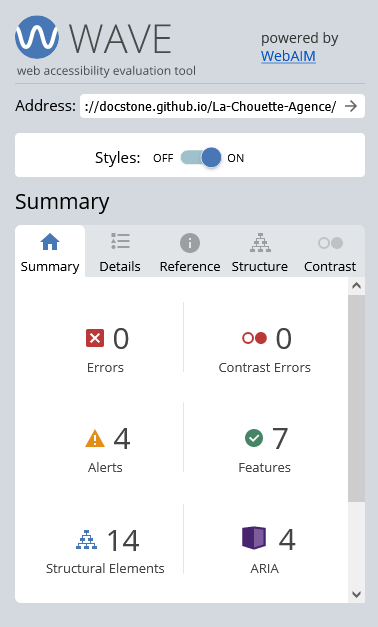 WAVE
powered by
WebAIM
web accessibility evaluation tool
Address: ://docstone.github.io/La-Chouette-Agence/
Styles: OFF ON
Summary
Summary Details Reference Structure Contrast
0 0
Errors Contrast Errors
4 7
Alerts Features
14 4
Structural Elements ARIA